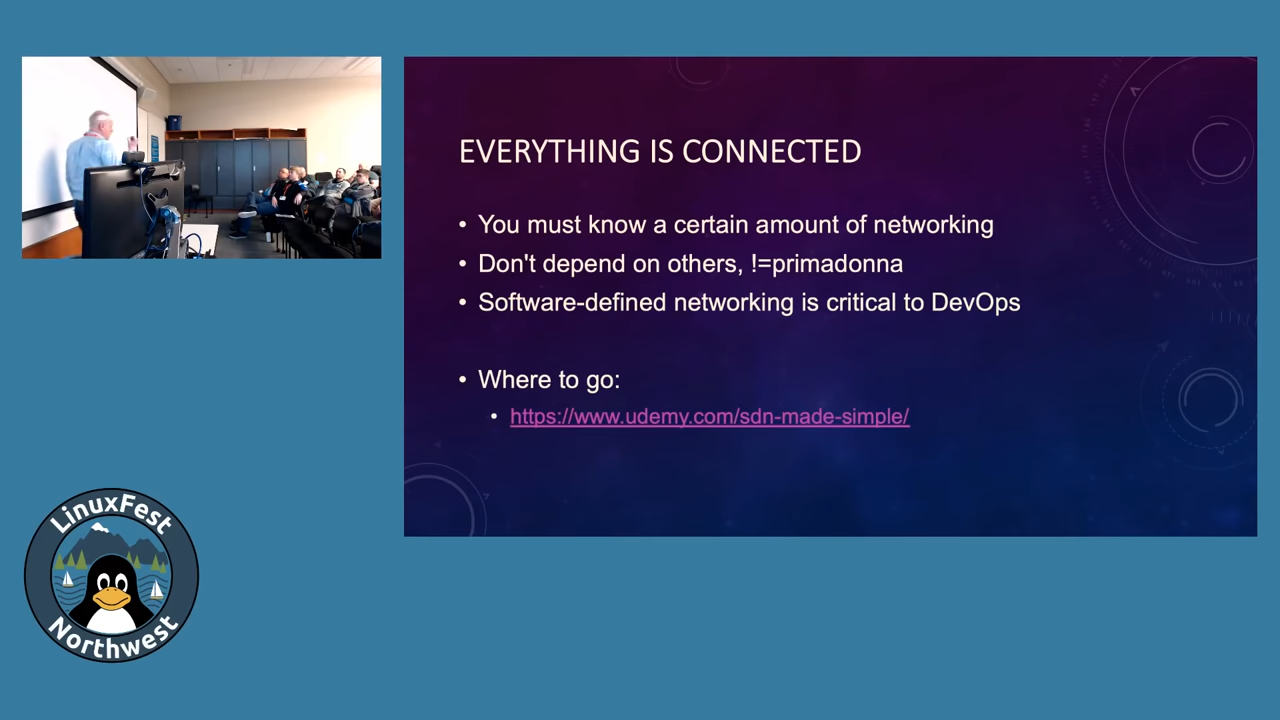 EVERYTHING IS CONNECTED
• You must know a certain amount of networking
• Don't depend on others, !=primadonna
• Software-defined networking is critical to DevOps
• Where to go:
• https://www.udemy.com/sdn-made-simple/
LinuxFest
Northwest